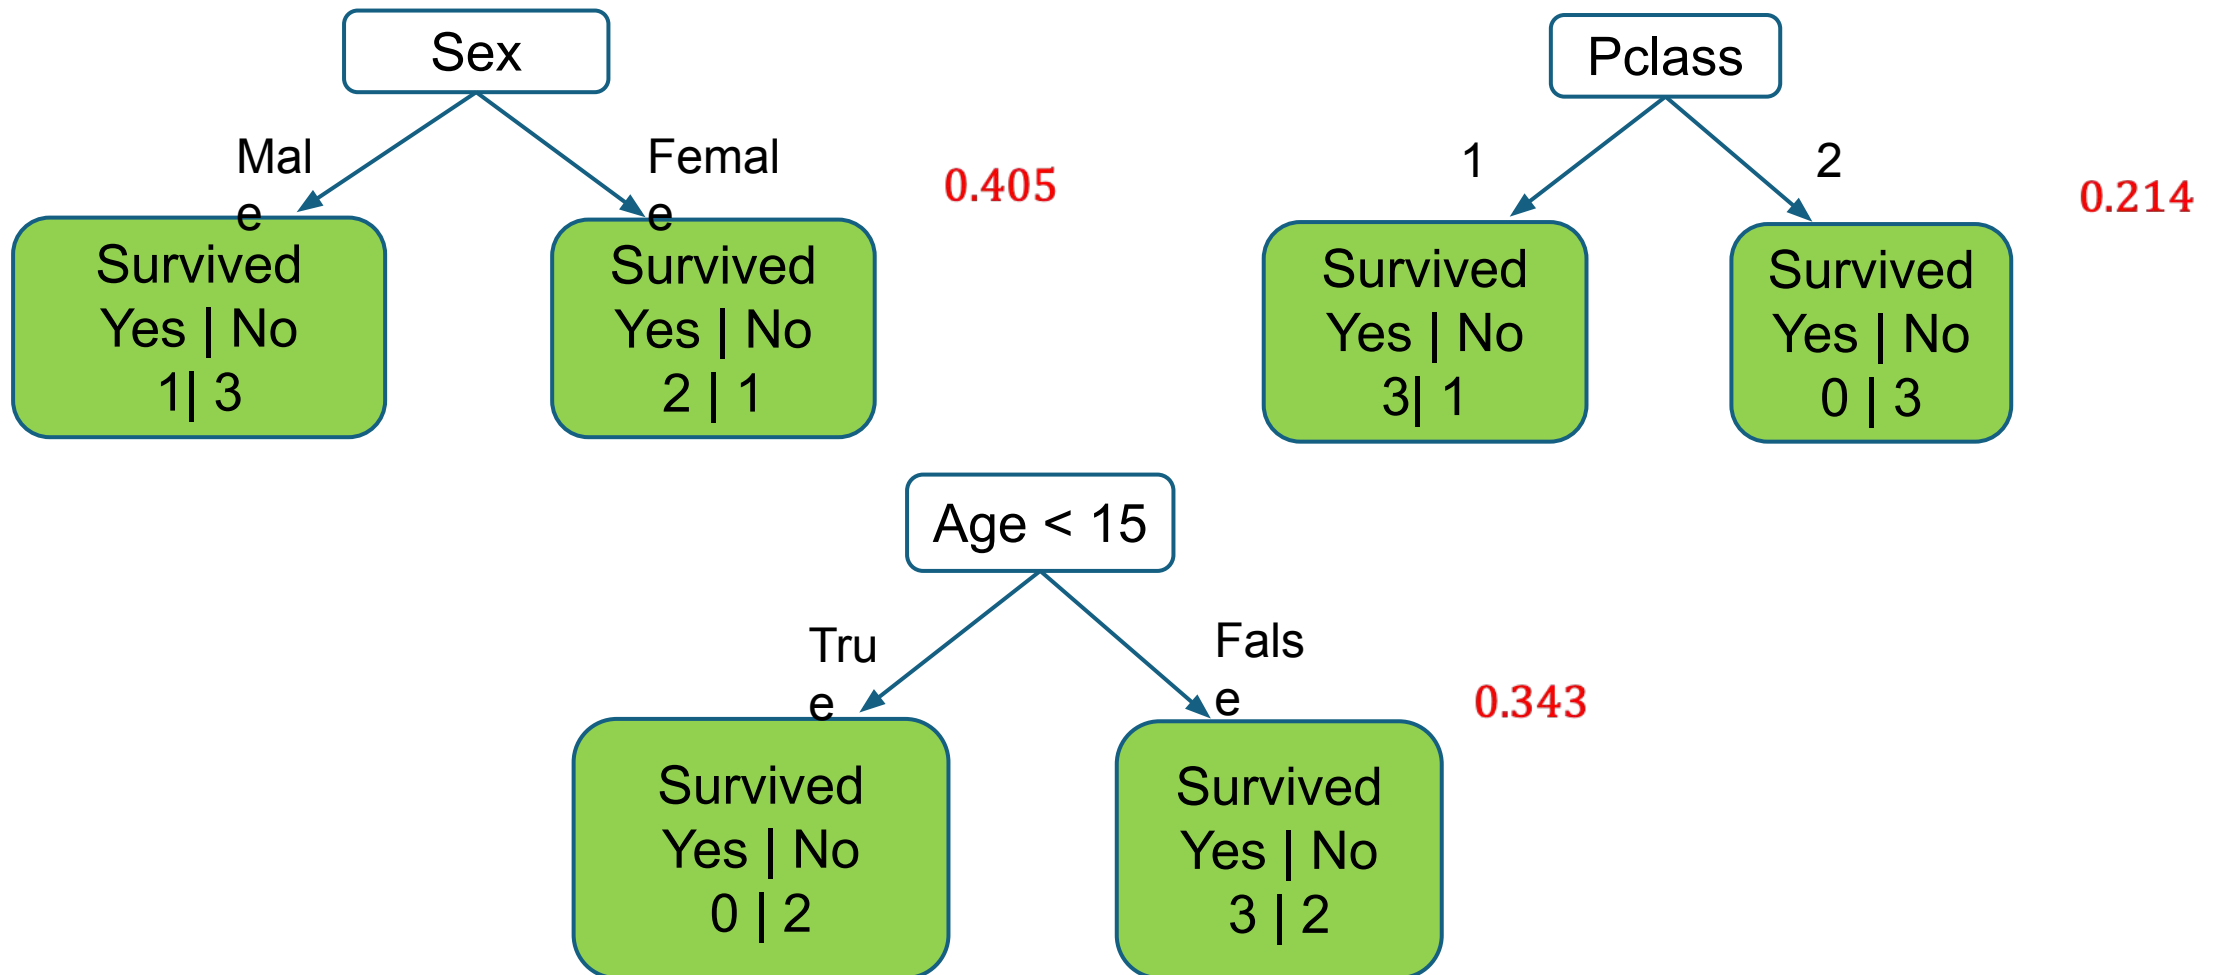 Sex
Mal
e
Femal
e
0.405
Survived
Yes | No
1| 3
Survived
Yes | No
2 | 1
Pclass
1
2
0.214
Survived
Yes | No
3| 1
Survived
Yes | No
0 | 3
Age < 15
Tru
e
Fals
e
0.343
Survived
Yes | No
0 | 2
Survived
Yes | No
3 | 2